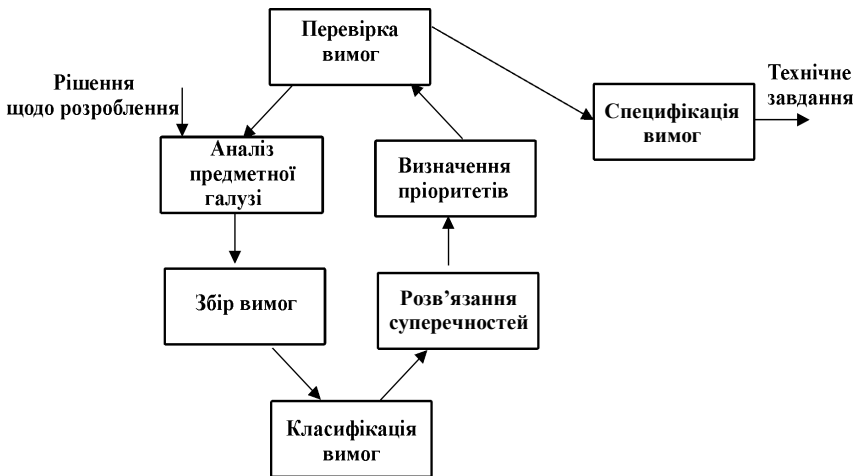 Перевірка
вимог
Рішення
щодо розроблення
Технічне
завдання
Специфікація
вимог
Аналіз
предметної
галузі
Визначення
пріоритетів
Збір вимог
Розв’язання
суперечностей
Класифікація
вимог